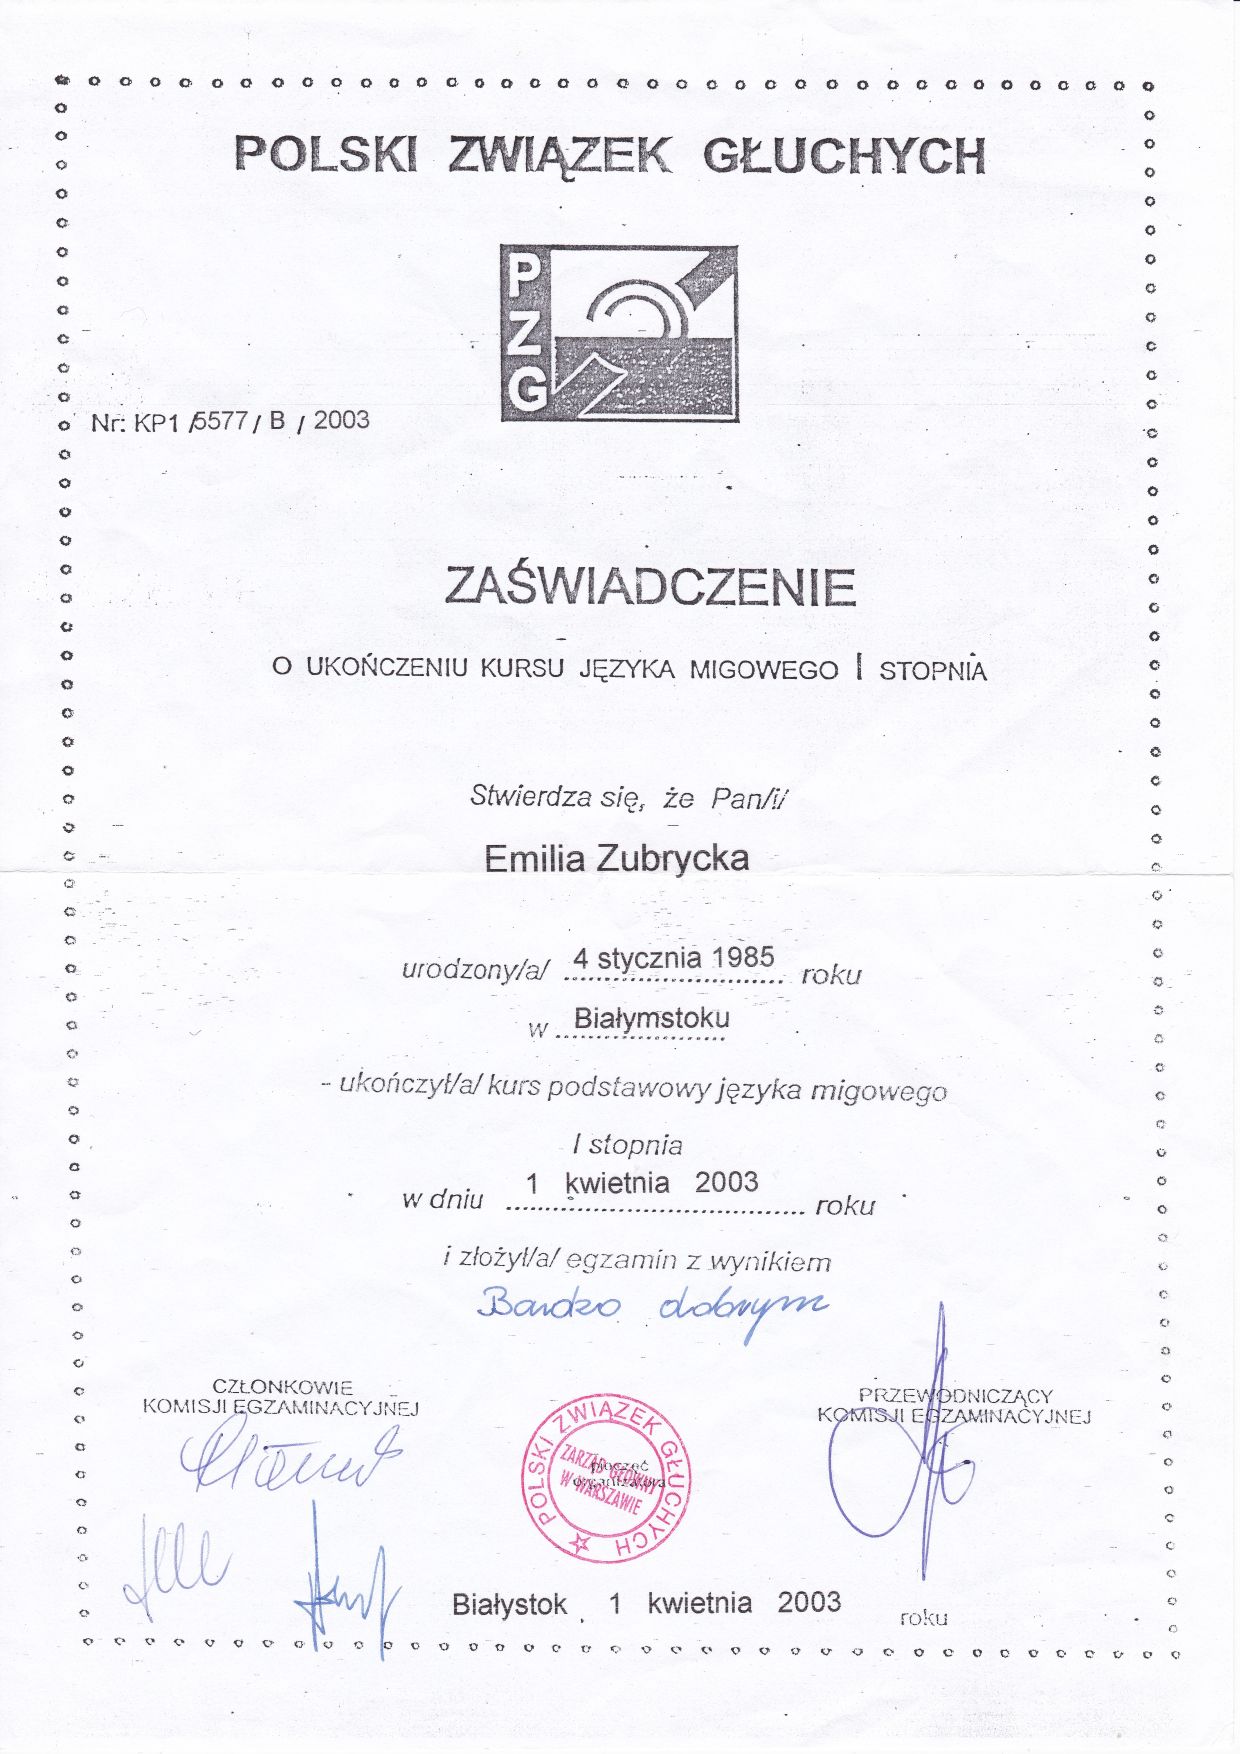 POLSKI ZWIĄZEK GŁUCHYCH
PZG
Nr: KP1 /5577/ B / 2003
ZAŚWIADCZENIE
O UKOŃCZENIU KURSU JĘZYKA MIGOWEGO I STOPNIA
Stwierdza się, że Pan/i/
Emilia Zubrycka
urodzony/a/ 4 stycznia 1985 roku
w Białymstoku
- ukończył/a/ kurs podstawowy języka migowego
I stopnia
w dniu 1 kwietnia 2003 roku
i złożył/a/ egzamin z wynikiem
Bardzo dobrym
CZŁONKOWIE
KOMISJI EGZAMINACYJNEJ
PRZEWODNICZĄCY
KOMISJI EGZAMINACYJNEJ
POLSKI ZWIĄZEK GŁUCHYCH
ZARZĄD GŁÓWNY
W WARSZAWIE
pieczęć
organizatora
Białystok, 1 kwietnia 2003 roku